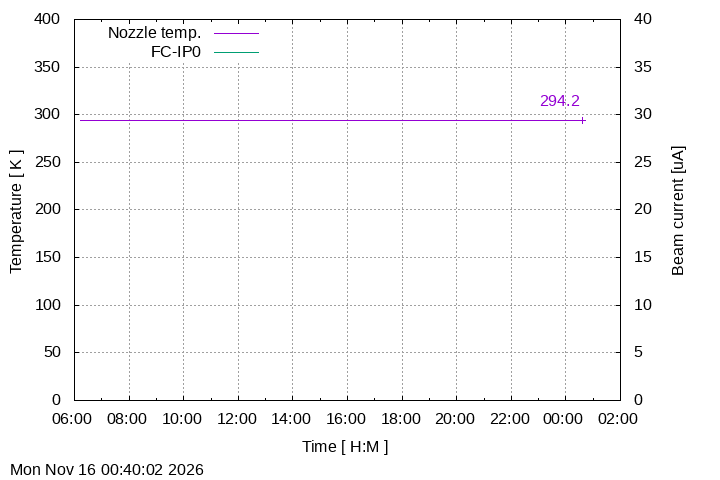 Nozzle temp.
FC-IP0
294.2
400
350
300
250
200
150
100
50
0
Temperature [ K ]
40
35
30
25
20
15
10
5
0
Beam current [uA]
06:00 08:00 10:00 12:00 14:00 16:00 18:00 20:00 22:00 00:00 02:00
Time [ H:M ]
Mon Nov 16 00:40:02 2026